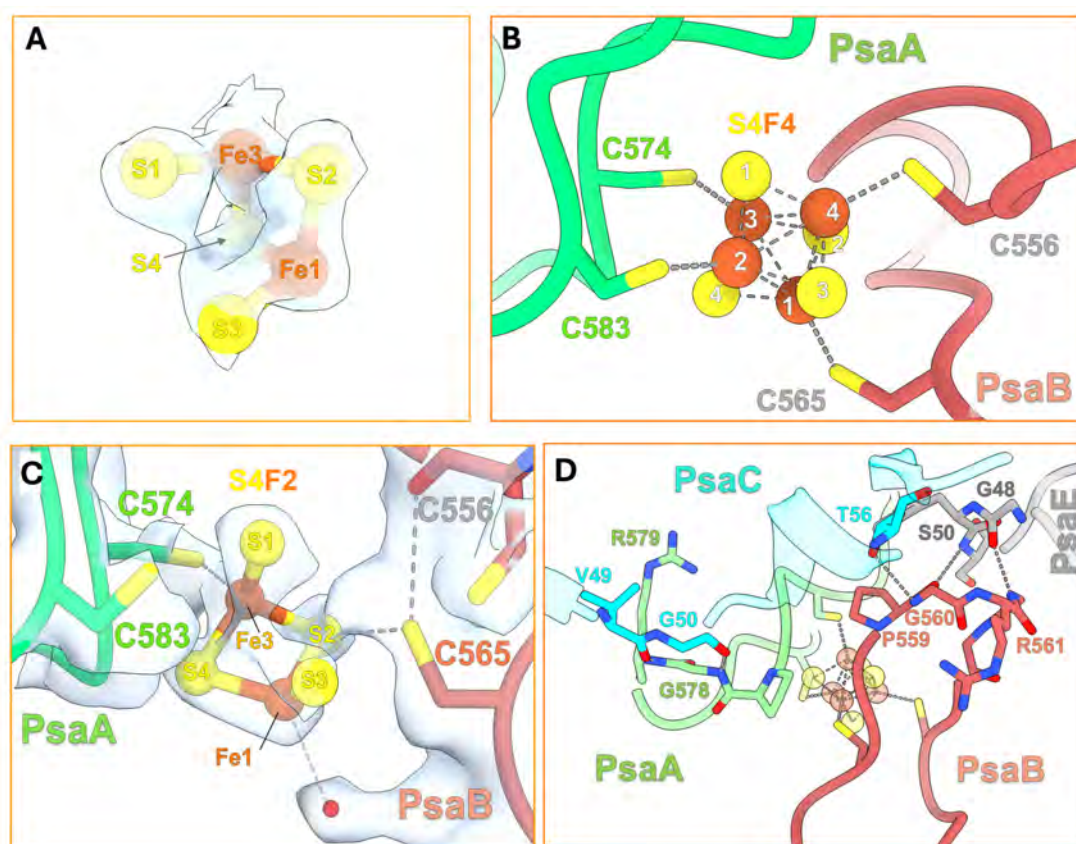 A
S1
Fe3
S2
S4
Fe1
S3
B
PsaA
S4F4
C574
1
3
4
2
2
C556
4
1
3
C583
C565
PsaB
C
S4F2
C574
C556
S1
C583
Fe3
S2
C565
S4
S3
PsaA
Fe1
PsaB
D
PsaC
G48
T56
S50
PsaE
R579
V49
G50
G560
P559
R561
G578
PsaA
PsaB